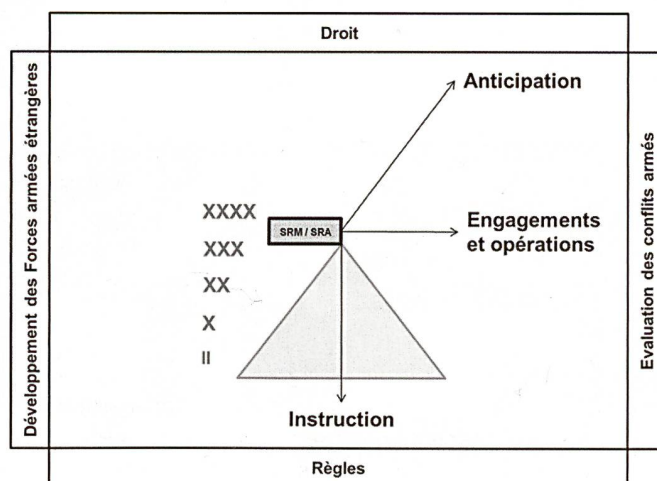 Droit
Développement des Forces armées étrangères
Anticipation
XXXX
SRM / SRA
Engagements
et opérations
XXX
XX
X
II
Instruction
Evaluation des conflits armés
Règles